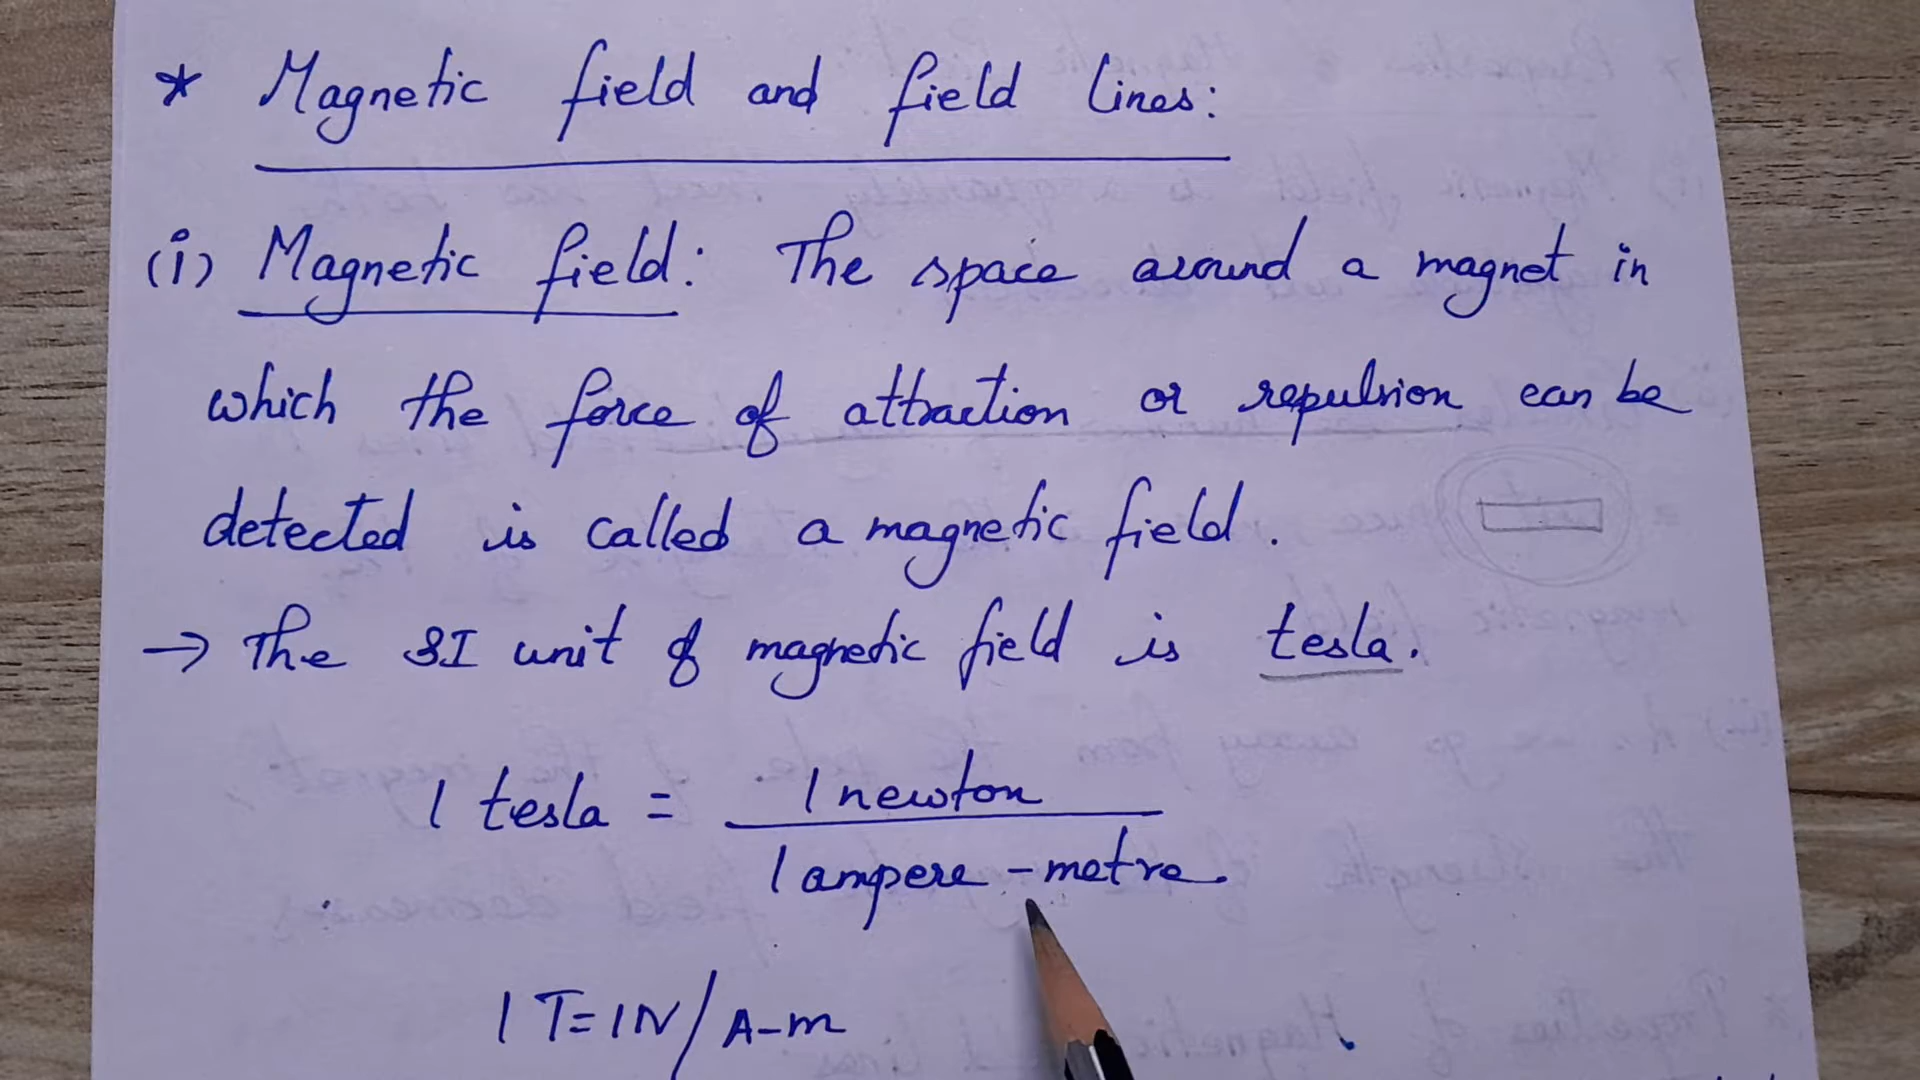 * Magnetic field and field lines:
(i) Magnetic field: The space around a magnet in
which the force of attraction or repulsion can be
detected is called a magnetic field.
→ The SI unit of magnetic field is tesla.
1 tesla = 1 newton
1 ampere-metre.
1 T=1N/A-m